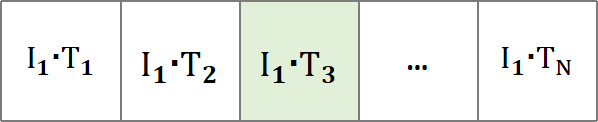 I₁·T₁ I₁·T₂ I₁·T₃ ... I₁·T_N